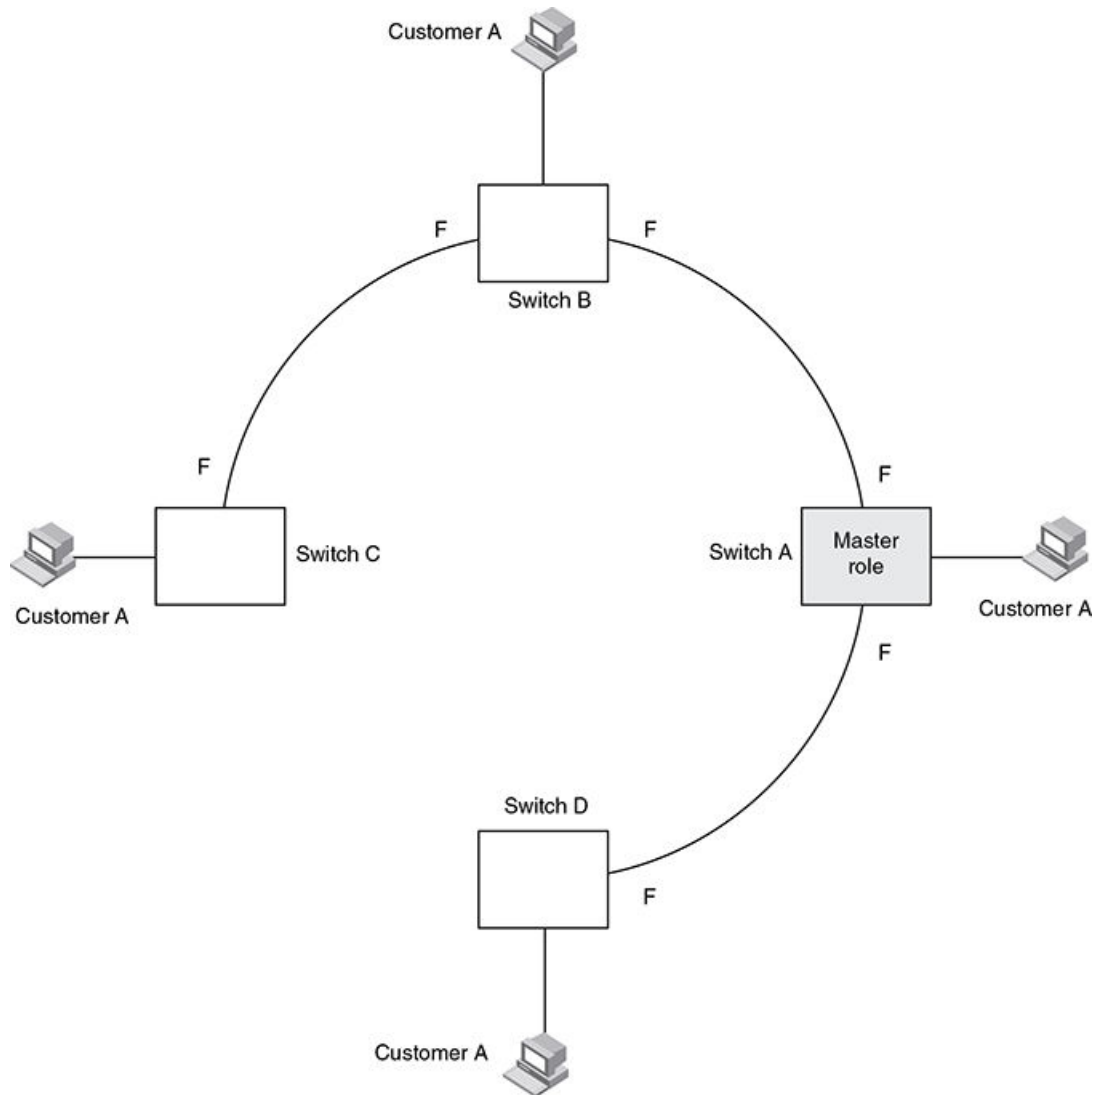 Customer A
F
F
Switch B
F
F
Switch C
Switch A
Master
role
Customer A
Customer A
F
Switch D
F
Customer A